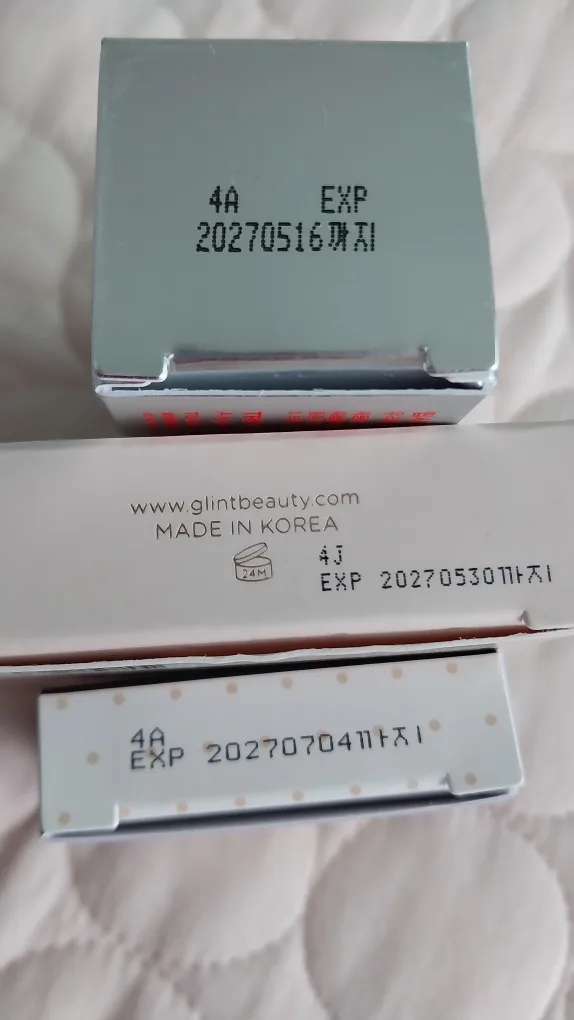 4A EXP
20270516까지
www.glintbeauty.com
MADE IN KOREA
24M
4J
EXP 20270530까지
4A
EXP 20270704까지